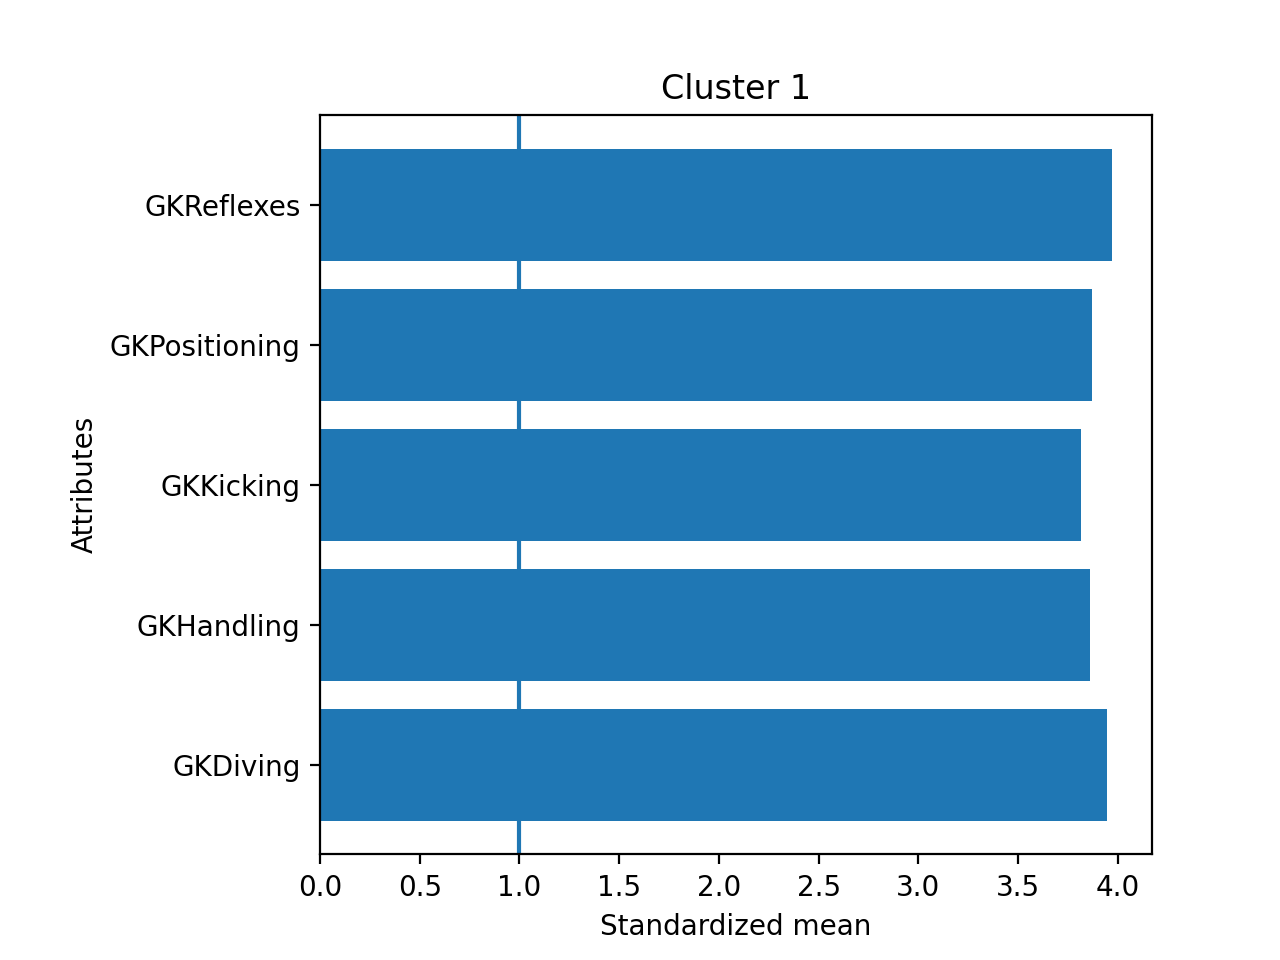 Cluster 1
GKReflexes
GKPositioning
GKKicking
GKHandling
GKDiving
Attributes
0.0 0.5 1.0 1.5 2.0 2.5 3.0 3.5 4.0
Standardized mean